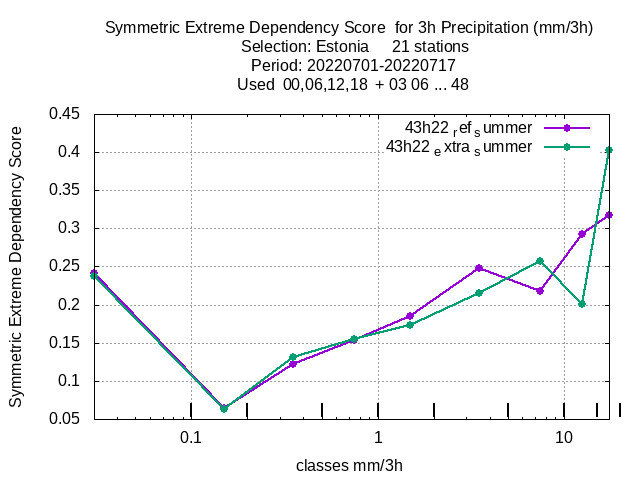 Symmetric Extreme Dependency Score  for 3h Precipitation (mm/3h)
Selection: Estonia     21 stations
Period: 20220701-20220717
Used  00,06,12,18  + 03 06 ... 48
43h22 ref summer
43h22 extra summer
0.45
0.4
0.35
0.3
0.25
0.2
0.15
0.1
0.05
Symmetric Extreme Dependency Score
0.1 1 10
classes mm/3h